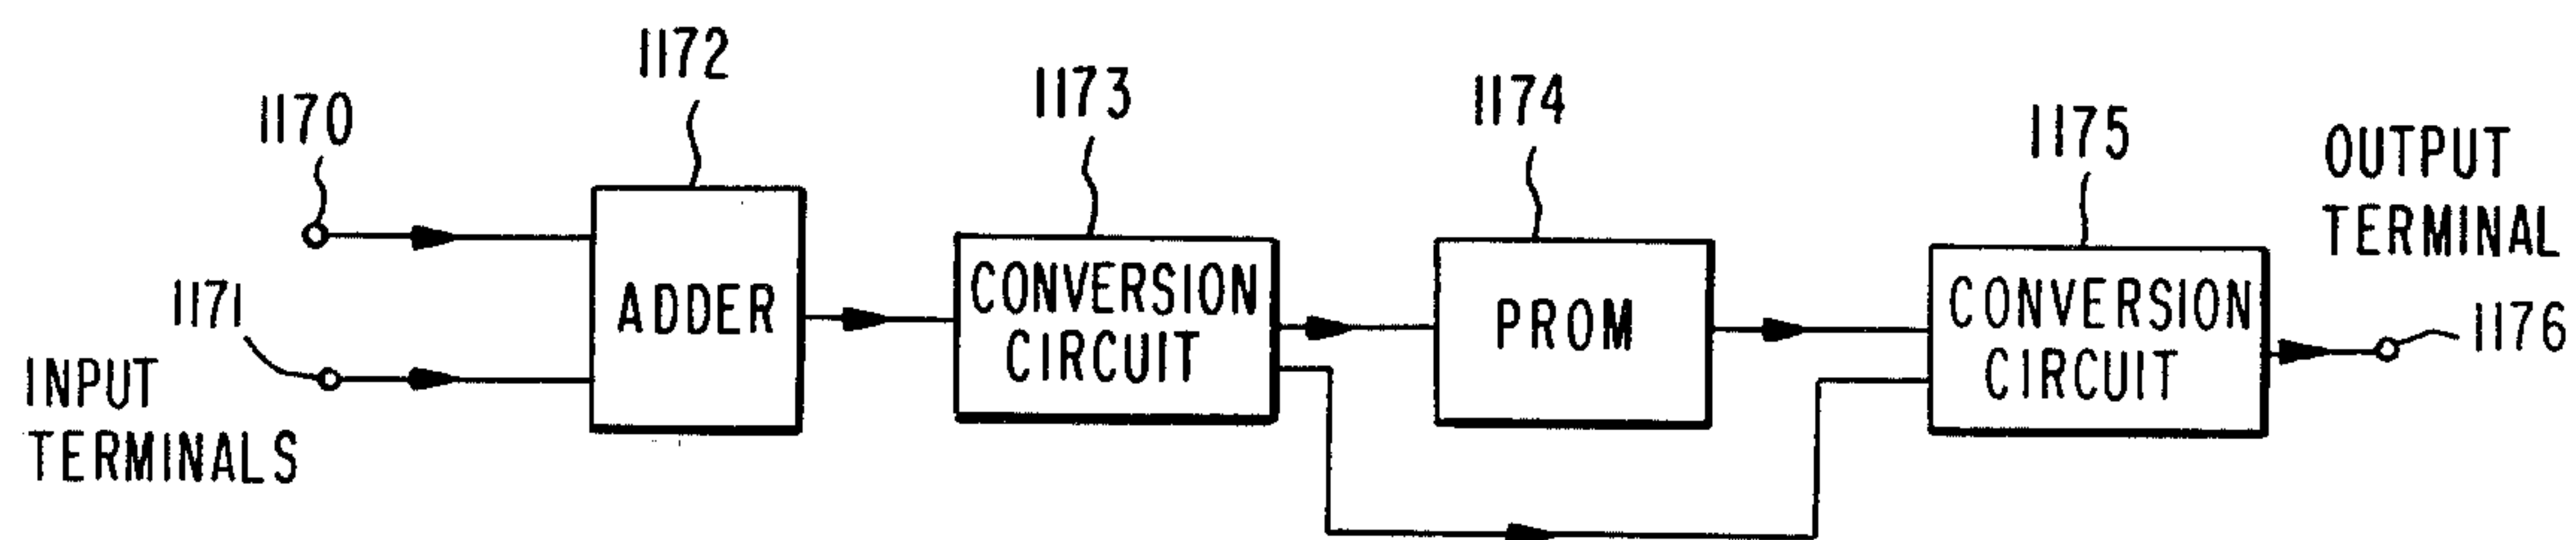 1170
1171
INPUT
TERMINALS
1172
ADDER
1173
CONVERSION
CIRCUIT
1174
PROM
1175
CONVERSION
CIRCUIT
OUTPUT
TERMINAL
1176